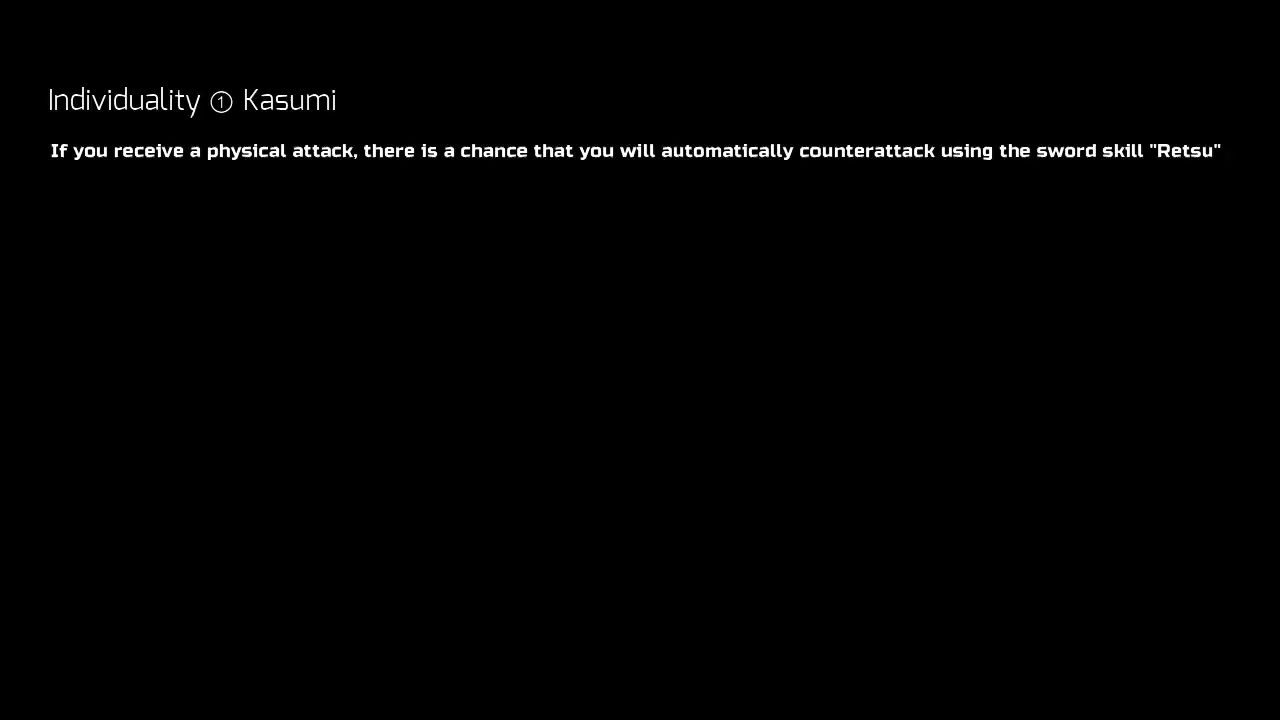 Individuality ① Kasumi
If you receive a physical attack, there is a chance that you will automatically counterattack using the sword skill "Retsu"